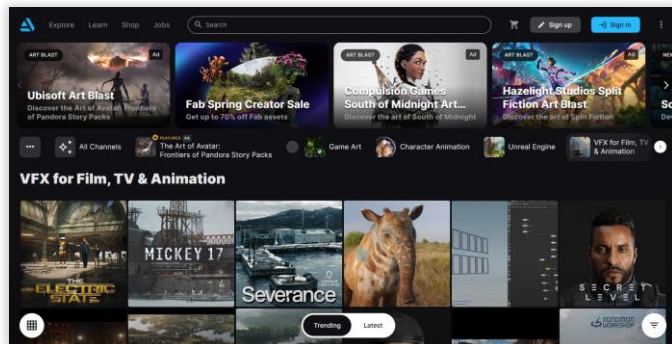 Explore Learn Shop Jobs Search Sign up Sign in
ART BLAST Ad
Ubisoft Art Blast
Discover the Art of Avatar: Frontiers
of Pandora Story Packs
Ad
Fab Spring Creator Sale
Get up to 70% off Fab assets
ART BLAST Ad
Compulsion Games
South of Midnight Art...
Discover the art of South of Midnight
ART BLAST Ad
Hazelight Studios Split
Fiction Art Blast
Discover the art of Split Fiction
All Channels
FEATURED Ad
The Art of Avatar:
Frontiers of Pandora Story Packs
Game Art
Character Animation
Unreal Engine
VFX for Film, TV
& Animation
VFX for Film, TV & Animation
THE
ELECTRIC
STATE
MICKEY 17
Severance
SECRET
LEVEL
Trending Latest
GNOMON
WORKSHOP